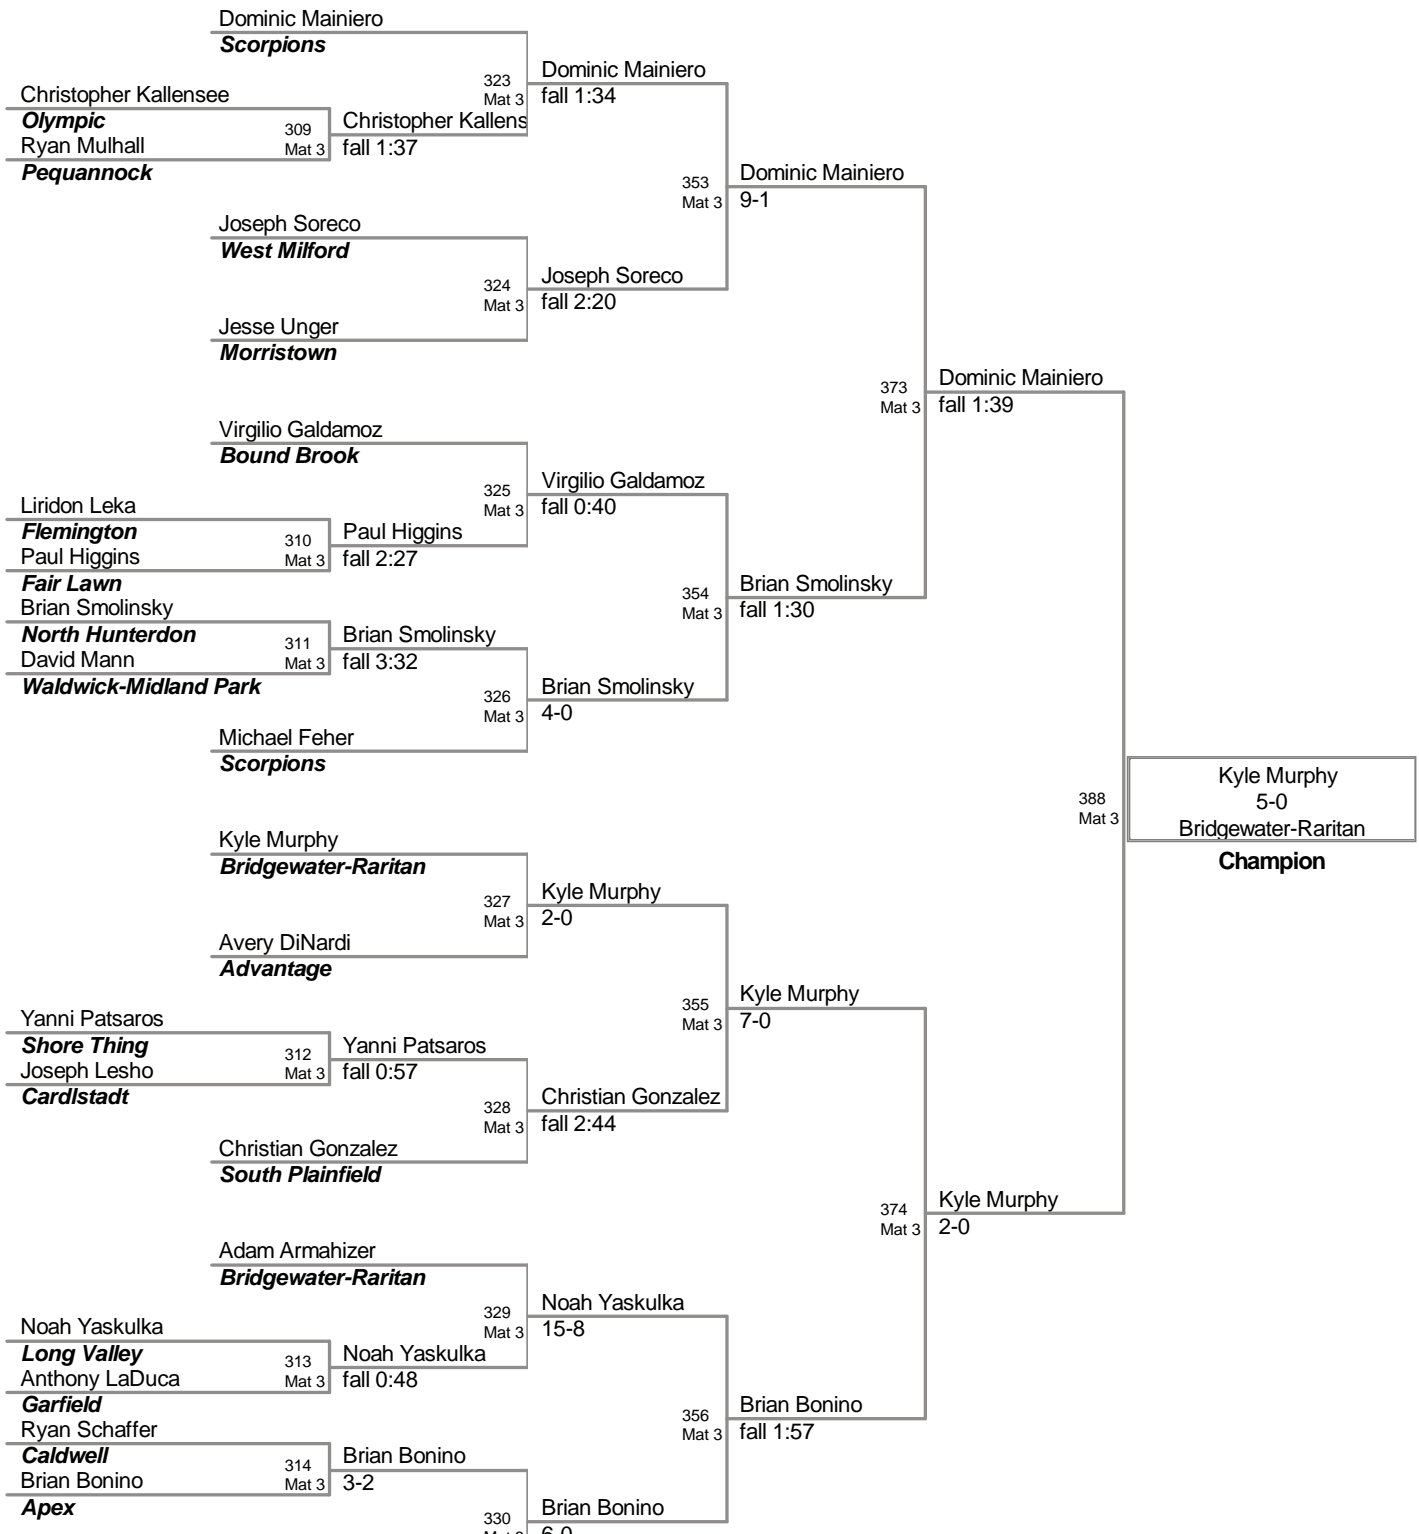 Dominic Mainiero
Scorpions
323
Mat 3
Dominic Mainiero
fall 1:34
Christopher Kallensee
Olympic
309
Mat 3
Christopher Kallens
fall 1:37
Ryan Mulhall
Pequannock
353
Mat 3
Dominic Mainiero
9-1
Joseph Soreco
West Milford
324
Mat 3
Joseph Soreco
fall 2:20
Jesse Unger
Morristown
373
Mat 3
Dominic Mainiero
fall 1:39
Virgilio Galdamoz
Bound Brook
325
Mat 3
Virgilio Galdamoz
fall 0:40
Liridon Leka
Flemington
310
Mat 3
Paul Higgins
fall 2:27
Paul Higgins
Fair Lawn
354
Mat 3
Brian Smolinsky
fall 1:30
Brian Smolinsky
North Hunterdon
311
Mat 3
Brian Smolinsky
fall 3:32
David Mann
Waldwick-Midland Park
326
Mat 3
Brian Smolinsky
4-0
Michael Feher
Scorpions
388
Mat 3
Kyle Murphy
5-0
Bridgewater-Raritan
Champion
Kyle Murphy
Bridgewater-Raritan
327
Mat 3
Kyle Murphy
2-0
Avery DiNardi
Advantage
355
Mat 3
Kyle Murphy
7-0
Yanni Patsaros
Shore Thing
312
Mat 3
Yanni Patsaros
fall 0:57
Joseph Lesho
Cardlstadt
328
Mat 3
Christian Gonzalez
fall 2:44
Christian Gonzalez
South Plainfield
374
Mat 3
Kyle Murphy
2-0
Adam Armahizer
Bridgewater-Raritan
329
Mat 3
Noah Yaskulka
15-8
Noah Yaskulka
Long Valley
313
Mat 3
Noah Yaskulka
fall 0:48
Anthony LaDuca
Garfield
356
Mat 3
Brian Bonino
fall 1:57
Ryan Schaffer
Caldwell
314
Mat 3
Brian Bonino
3-2
Brian Bonino
Apex
330
Mat 3
Brian Bonino
6-0